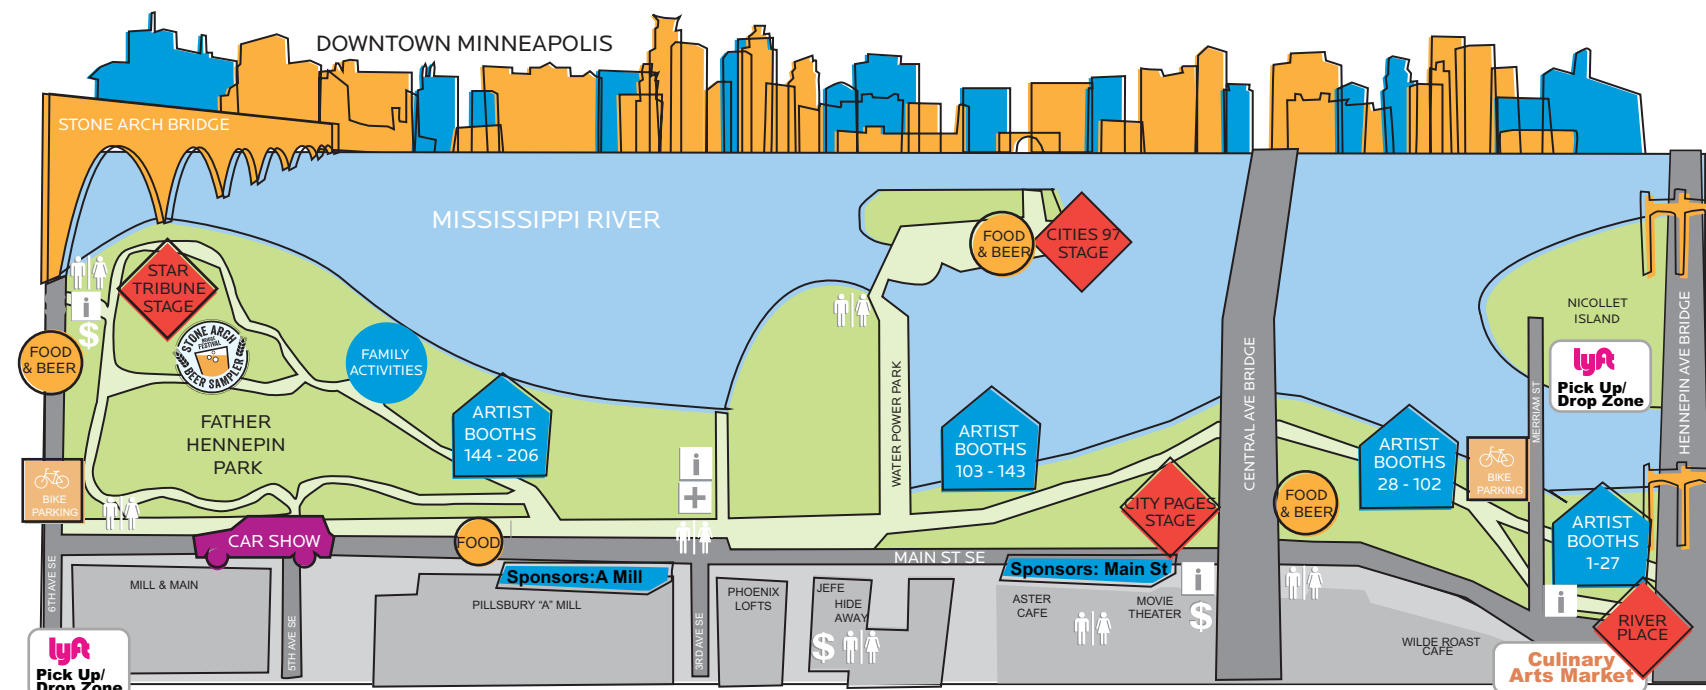 DOWNTOWN MINNEAPOLIS
STONE ARCH BRIDGE
MISSISSIPPI RIVER
STAR
TRIBUNE
STAGE
i
$
STONE ARCH
FESTIVAL
BEER SAMPLER
FOOD
& BEER
FAMILY
ACTIVITIES
FATHER
HENNEPIN
PARK
ARTIST
BOOTHS
144 - 206
BIKE
PARKING
i
FOOD
& BEER
CITIES 97
STAGE
WATER POWER PARK
ARTIST
BOOTHS
103 - 143
CITY PAGES
STAGE
CENTRAL AVE BRIDGE
FOOD
& BEER
ARTIST
BOOTHS
28 - 102
BIKE
PARKING
MERRIAM ST
NICOLLET
ISLAND
lyft
Pick Up/
Drop Zone
HENNEPIN AVE BRIDGE
ARTIST
BOOTHS
1-27
CAR SHOW
FOOD
MAIN ST SE
6TH AVE SE
MILL & MAIN
5TH AVE SE
Sponsors:A Mill
PILLSBURY “A” MILL
3RD AVE SE
PHOENIX
LOFTS
JEFE
HIDE
AWAY
$
Sponsors: Main St
ASTER
CAFE
MOVIE
THEATER
i
$
i
RIVER
PLACE
WILDE ROAST
CAFE
Culinary
Arts Market
lyft
Pick Up/
Drop Zone